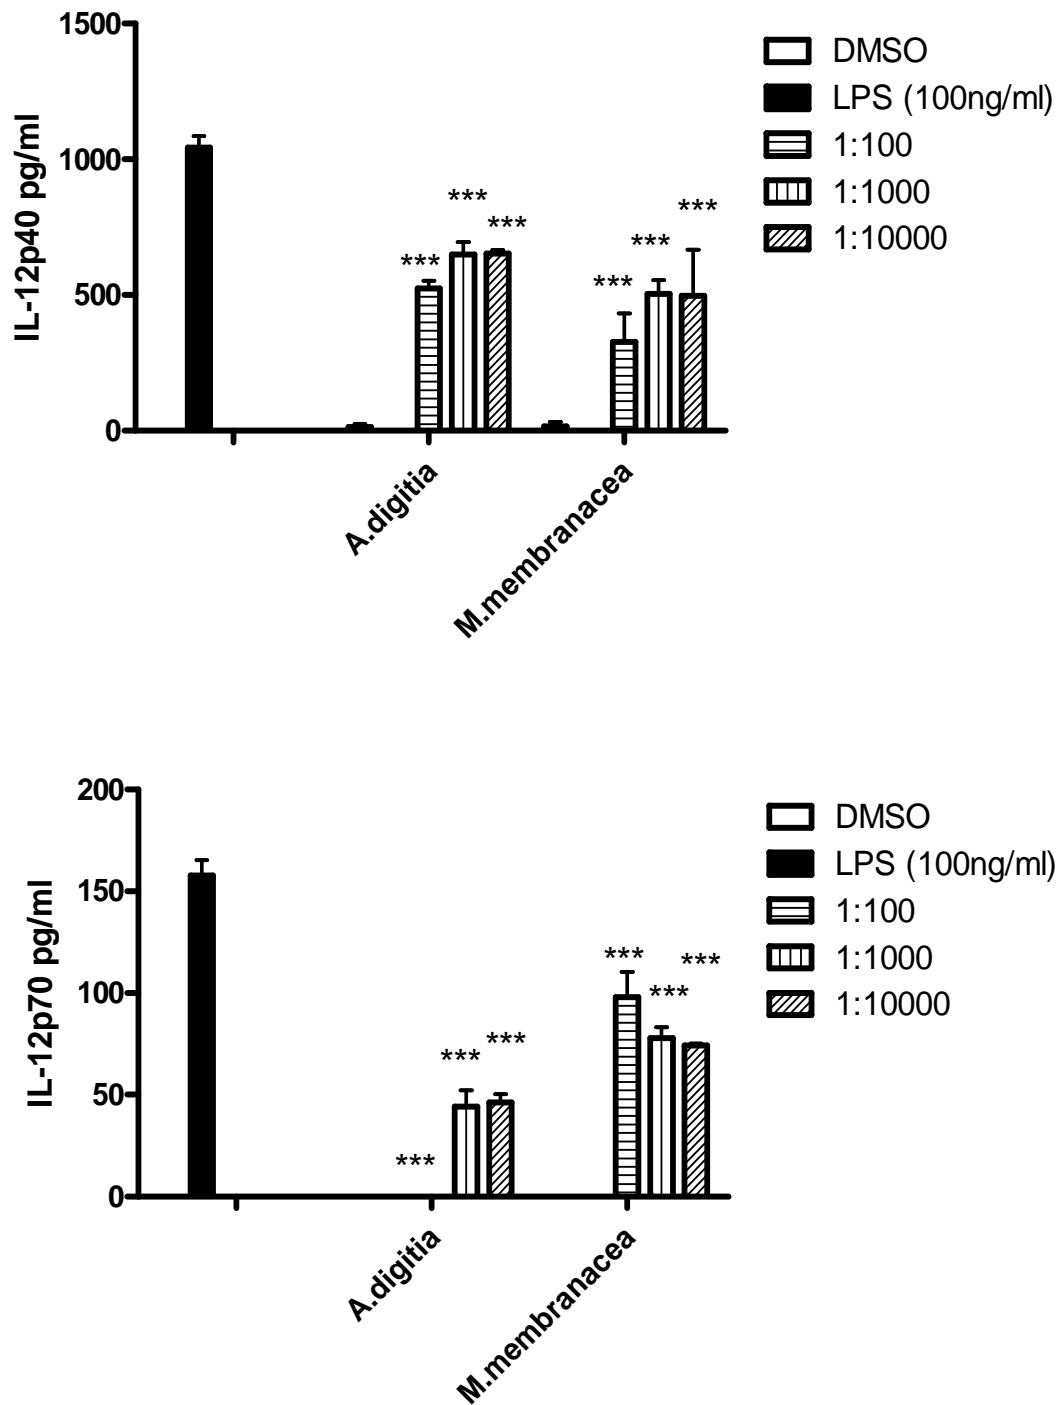 1500
1000
500
0
IL-12p40 pg/ml
***
***
***
***
***
***
A.digitia
M.membranacea
DMSO
LPS (100ng/ml)
1:100
1:1000
1:10000
200
150
100
50
0
IL-12p70 pg/ml
***
***
***
***
***
***
A.digitia
M.membranacea
DMSO
LPS (100ng/ml)
1:100
1:1000
1:10000